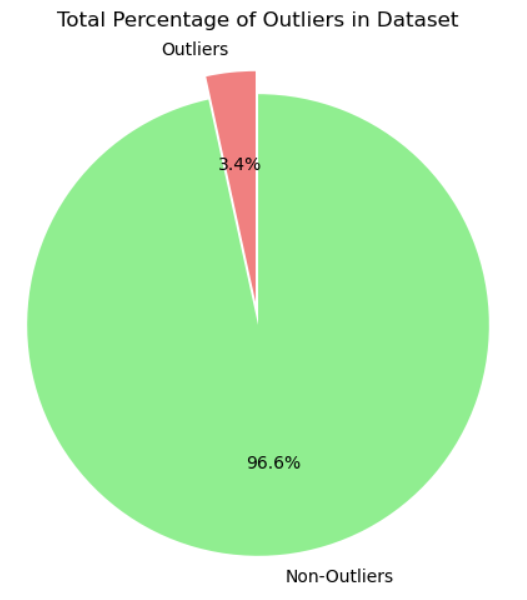 Total Percentage of Outliers in Dataset
Outliers
3.4%
96.6%
Non-Outliers